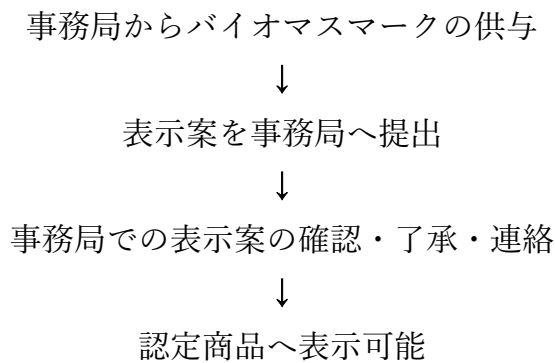 事務局からバイオマスマークの供与
↓
表示案を事務局へ提出
↓
事務局での表示案の確認・了承・連絡
↓
認定商品へ表示可能